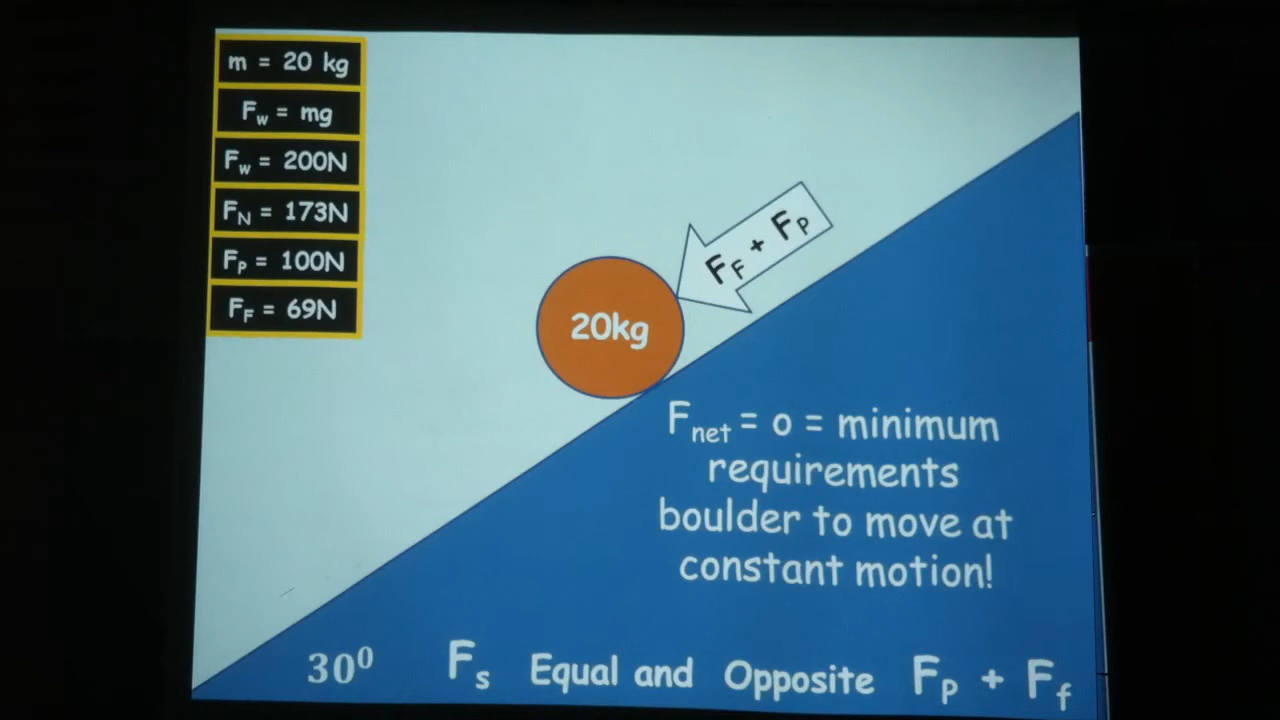 m = 20 kg
Fw = mg
Fw = 200N
FN = 173N
FP = 100N
FF = 69N
FF + FP
20kg
Fnet = o = minimum
requirements
boulder to move at
constant motion!
30⁰
Fs Equal and Opposite FP + Ff